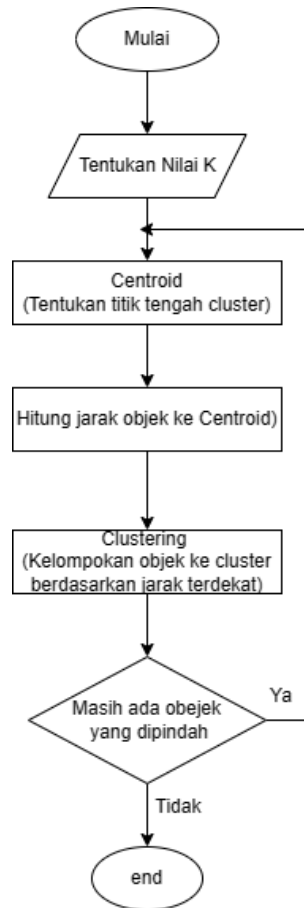 Mulai
Tentukan Nilai K
Centroid
(Tentukan titik tengah cluster)
Hitung jarak objek ke Centroid)
Clustering
(Kelompokan objek ke cluster
berdasarkan jarak terdekat)
Masih ada obejek
yang dipindah
Ya
Tidak
end